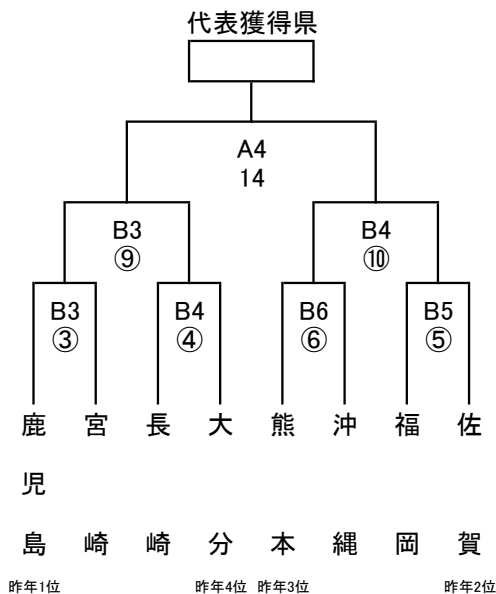 代表獲得県
A4
14
B3
⑨
B4
⑩
B3
③
B4
④
B6
⑥
B5
⑤
鹿児島
宮崎
長崎
大分
熊本
沖縄
福岡
佐賀
昨年1位
昨年4位
昨年3位
昨年2位